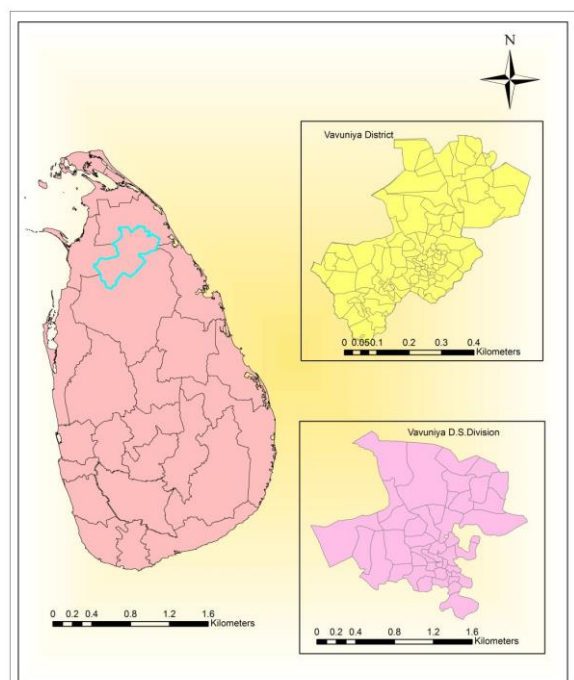 N
Vavuniya District
0 0.050.1 0.2 0.3 0.4
Kilometers
Vavuniya D.S.Division
0 0.2 0.4 0.8 1.2 1.6
Kilometers
0 0.2 0.4 0.8 1.2 1.6
Kilometers